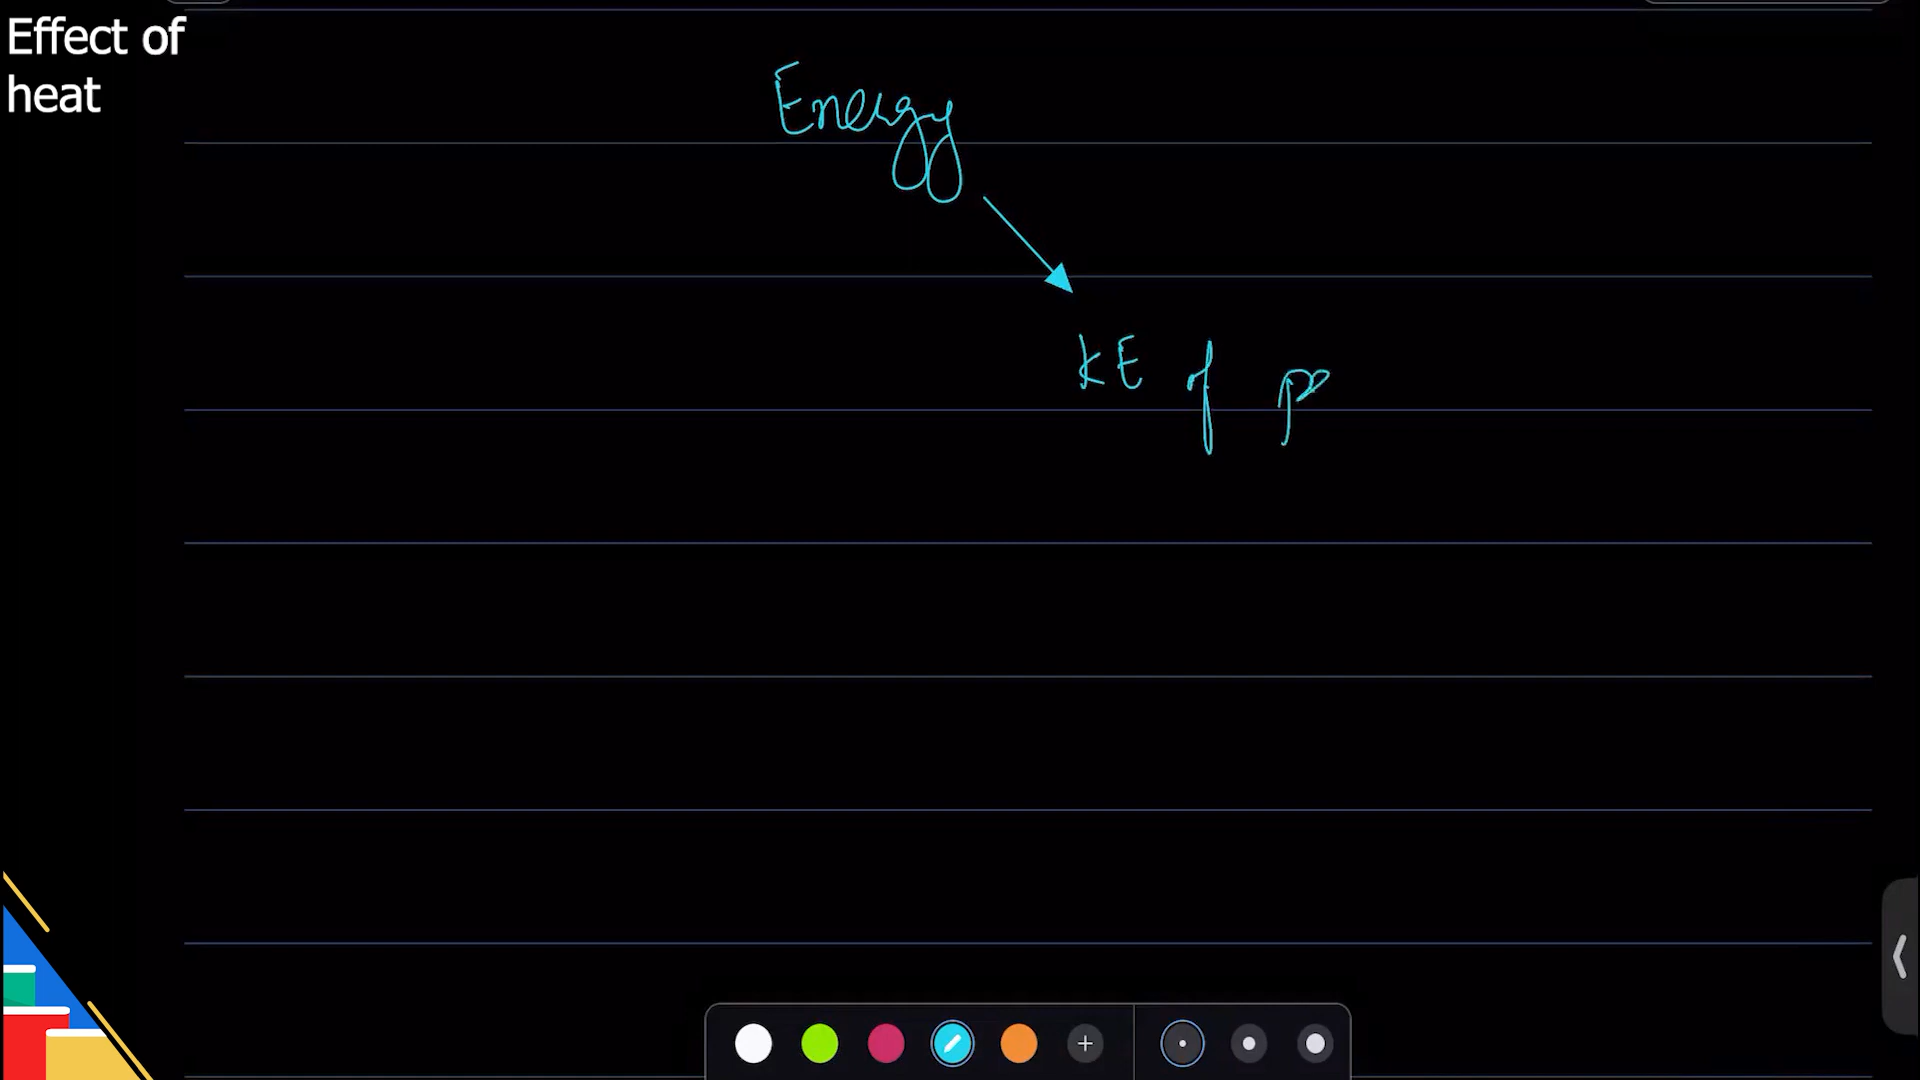 Effect of
heat
Energy
KE of